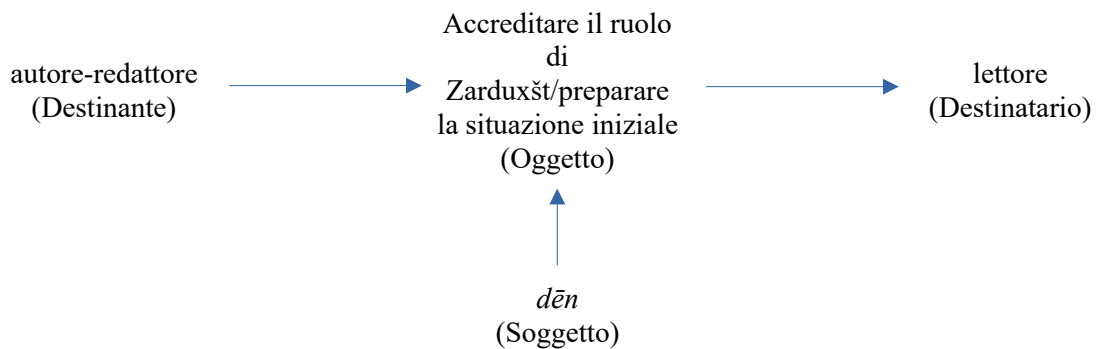 autore-redattore
(Destinante)
Accreditare il ruolo
di
Zarduxšt/preparare
la situazione iniziale
(Oggetto)
lettore
(Destinatario)
dēn
(Soggetto)